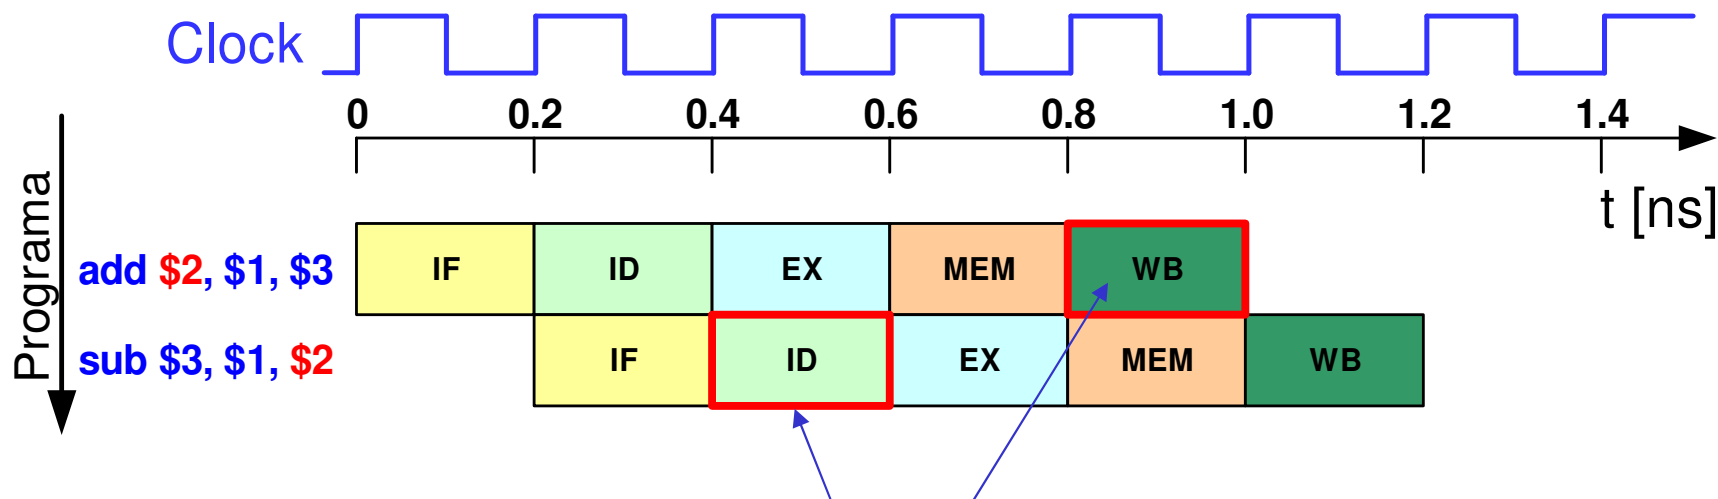 Clock
0 0.2 0.4 0.6 0.8 1.0 1.2 1.4
t [ns]
Programa
add $2, $1, $3 IF ID EX MEM WB
sub $3, $1, $2 IF ID EX MEM WB